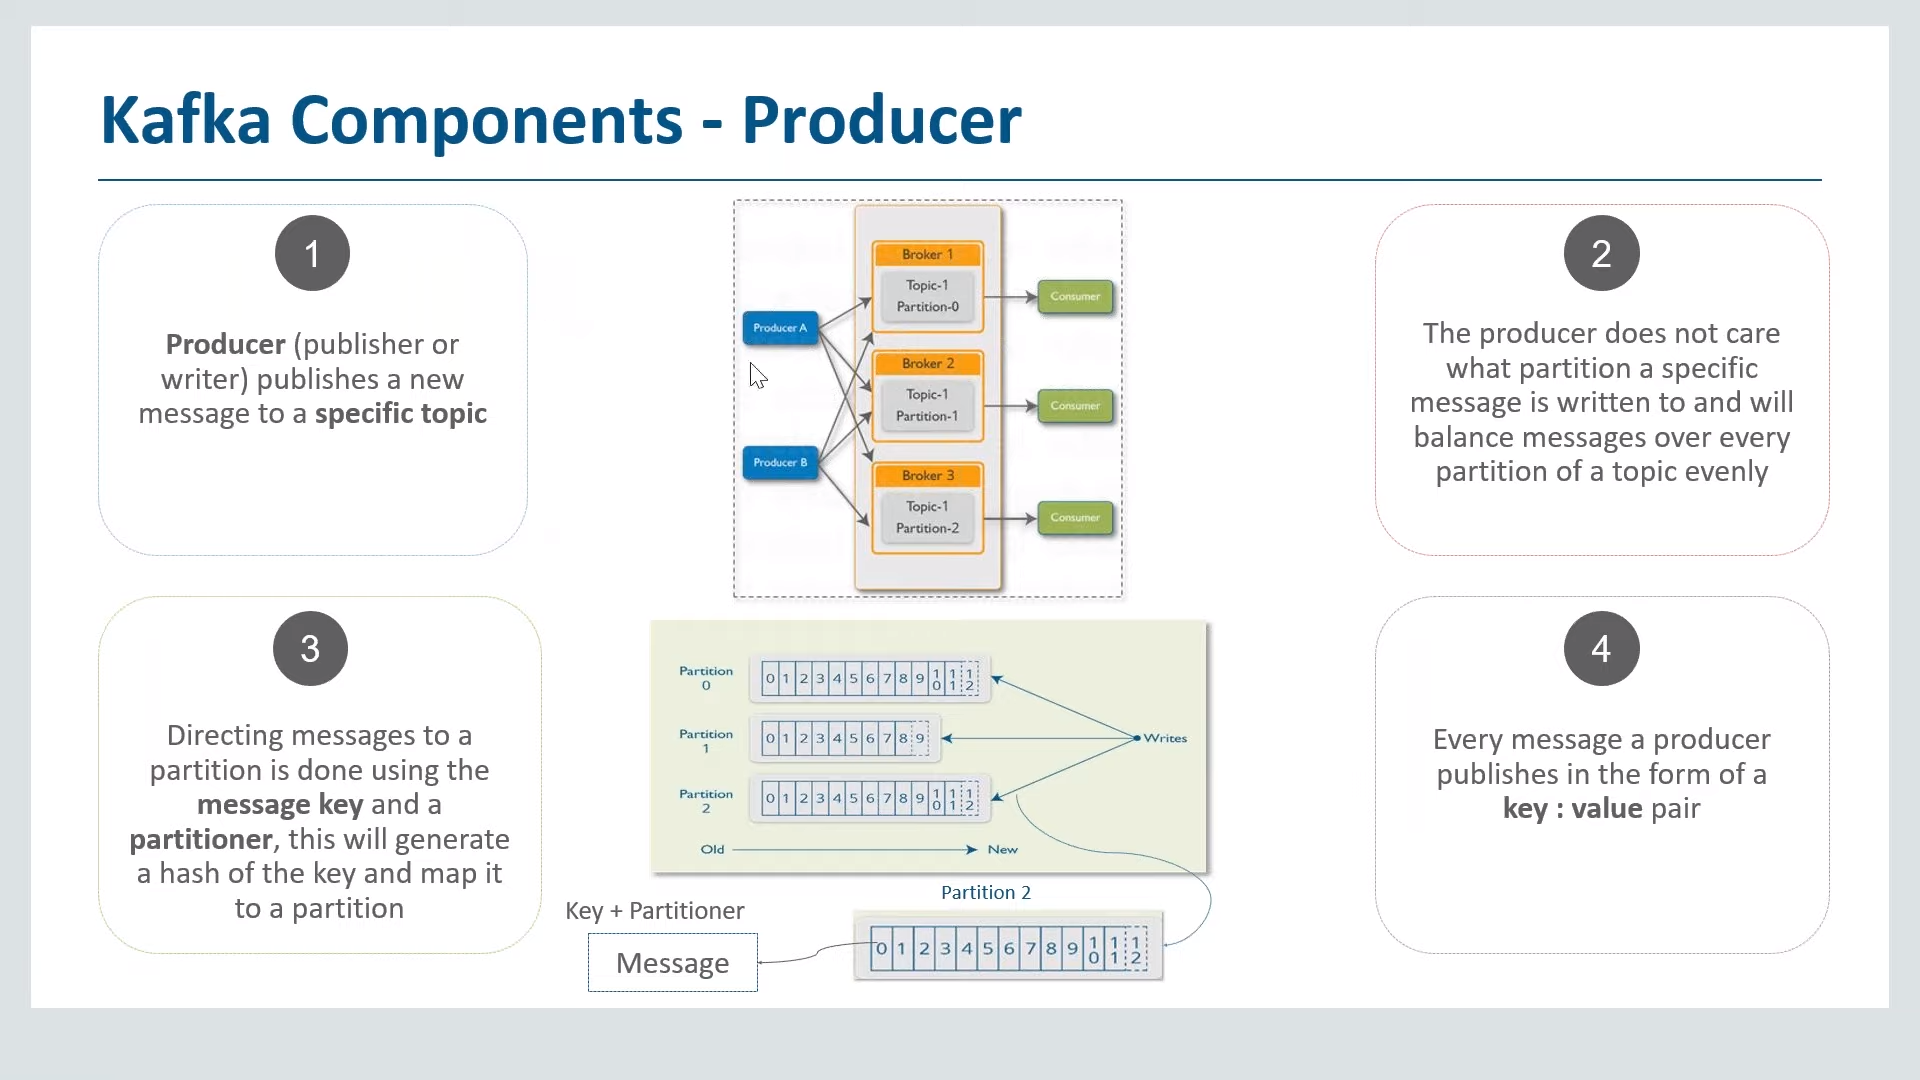 Kafka Components - Producer
1
Producer (publisher or
writer) publishes a new
message to a specific topic
Producer A
Producer B
Broker 1
Topic-1
Partition-0
Broker 2
Topic-1
Partition-1
Broker 3
Topic-1
Partition-2
Consumer
Consumer
Consumer
2
The producer does not care
what partition a specific
message is written to and will
balance messages over every
partition of a topic evenly
3
Directing messages to a
partition is done using the
message key and a
partitioner, this will generate
a hash of the key and map it
to a partition
Partition
0
0 1 2 3 4 5 6 7 8 9 10 11 12
Partition
1
0 1 2 3 4 5 6 7 8 9
Partition
2
0 1 2 3 4 5 6 7 8 9 10 11 12
Writes
Old
New
Partition 2
Key + Partitioner
Message
0 1 2 3 4 5 6 7 8 9 10 11 12
4
Every message a producer
publishes in the form of a
key : value pair